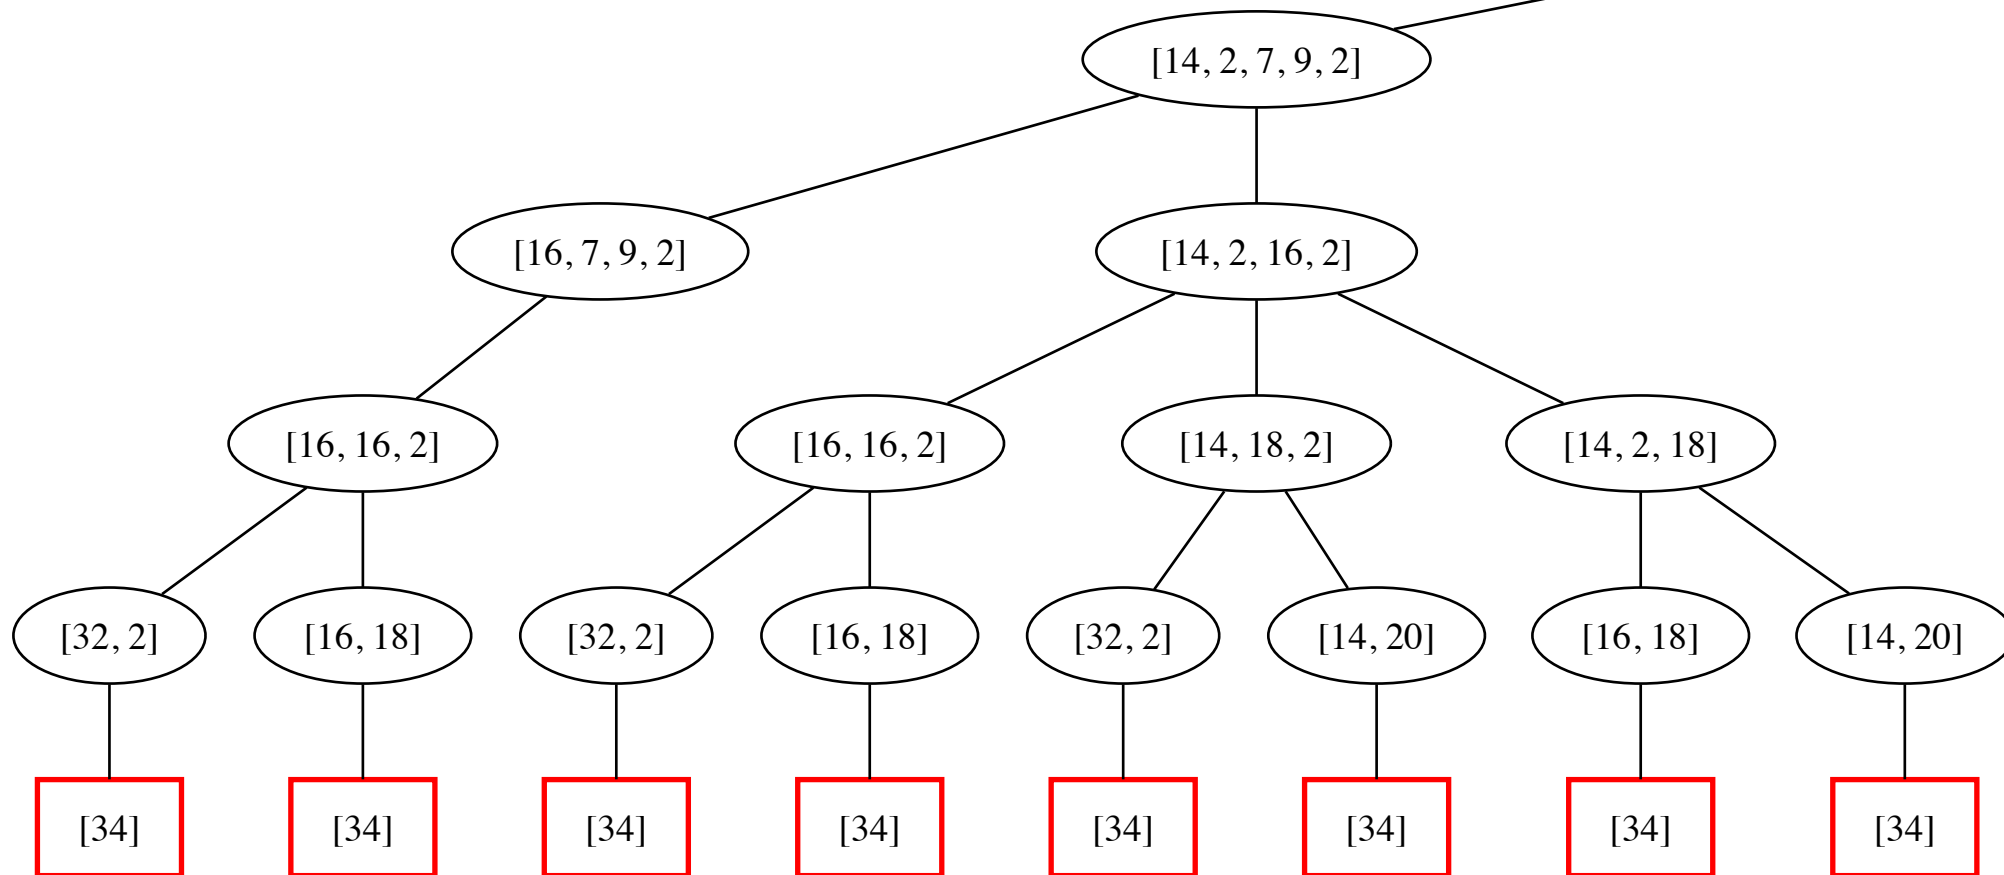 [14, 2, 7, 9, 2]
[16, 7, 9, 2]
[14, 2, 16, 2]
[16, 16, 2]
[16, 16, 2]
[14, 18, 2]
[14, 2, 18]
[32, 2]
[16, 18]
[32, 2]
[16, 18]
[32, 2]
[14, 20]
[16, 18]
[14, 20]
[34]
[34]
[34]
[34]
[34]
[34]
[34]
[34]